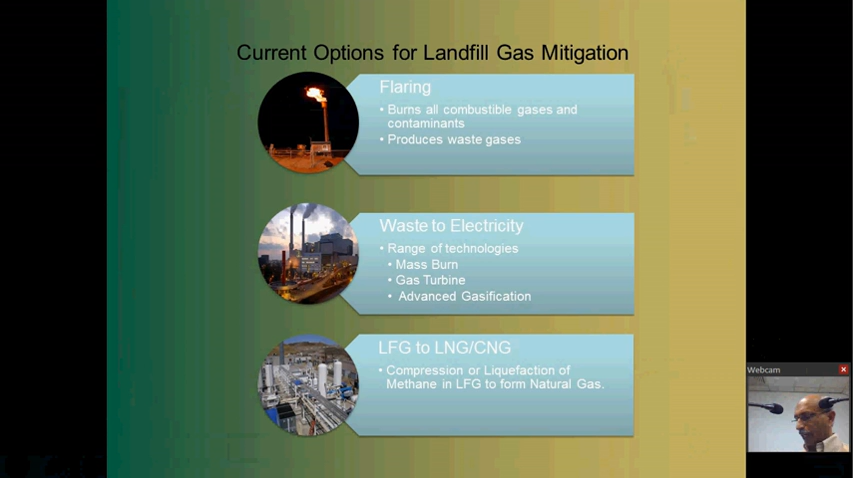 Current Options for Landfill Gas Mitigation
Flaring
• Burns all combustible gases and
contaminants
• Produces waste gases
Waste to Electricity
• Range of technologies
• Mass Burn
• Gas Turbine
• Advanced Gasification
LFG to LNG/CNG
• Compression or Liquefaction of
Methane in LFG to form Natural Gas.
Webcam